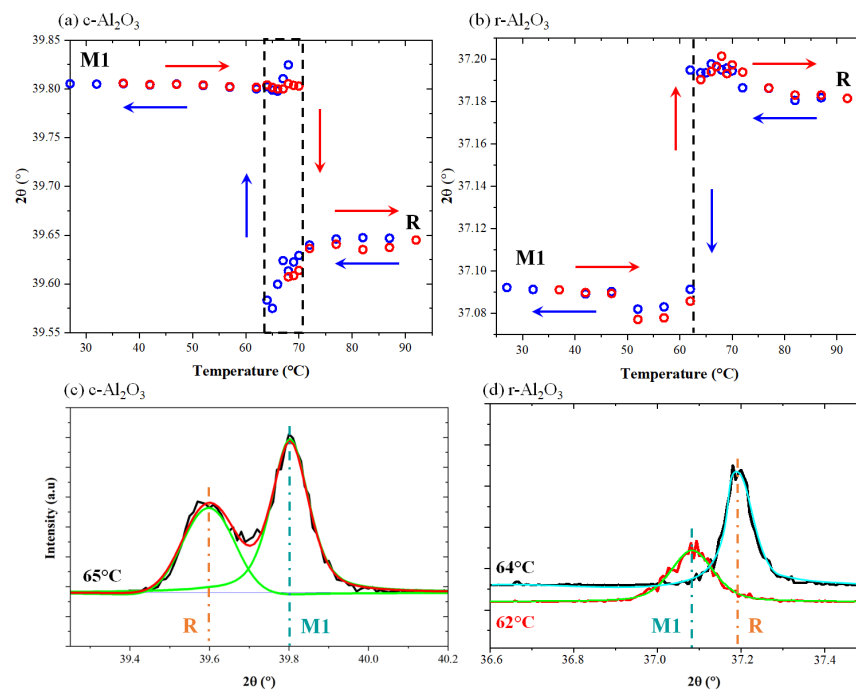 (a) c-Al2O3
M1
R
39.85
39.80
39.75
39.70
39.65
39.60
39.55
2θ (°)
30 40 50 60 70 80 90
Temperature (°C)
(b) r-Al2O3
M1
R
37.20
37.18
37.16
37.14
37.12
37.10
37.08
2θ (°)
30 40 50 60 70 80 90
Temperature (°C)
(c) c-Al2O3
Intensity (a.u)
65°C
R
M1
39.4 39.6 39.8 40.0 40.2
2θ (°)
(d) r-Al2O3
64°C
62°C
M1
R
36.6 36.8 37.0 37.2 37.4
2θ (°)